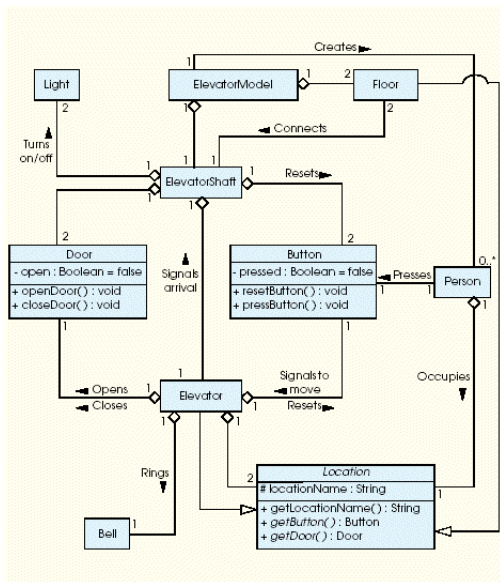 Creates
1
1
Light
ElevatorModel
1
2
Floor
2
1
2
Turns
on/off
Connects
1
1
1
1
ElevatorShaft
1
Resets
1
1
2
2
Door
- open : Boolean = false
+ openDoor( ) : void
+ closeDoor( ) : void
Signals
arrival
Button
- pressed : Boolean = false
+ resetButton( ) : void
+ pressButton( ) : void
0..*
Presses
Person
1
1
1
1
1
1
Opens
Closes
1
Elevator
1
Signals to
move
Resets
1
1
Occupies
Rings
2
Location
# locationName : String
+ getLocationName( ) : String
+ getButton( ) : Button
+ getDoor( ) : Door
1
Bell
1